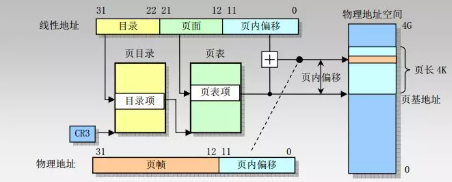 31 22 21 12 11 0
物理地址空间
线性地址 目录 页面 页内偏移
4G
页目录 页表
目录项 页表项
页内偏移
页长4K
页基地址
CR3
31 12 11 0
物理地址 页帧 页内偏移
0